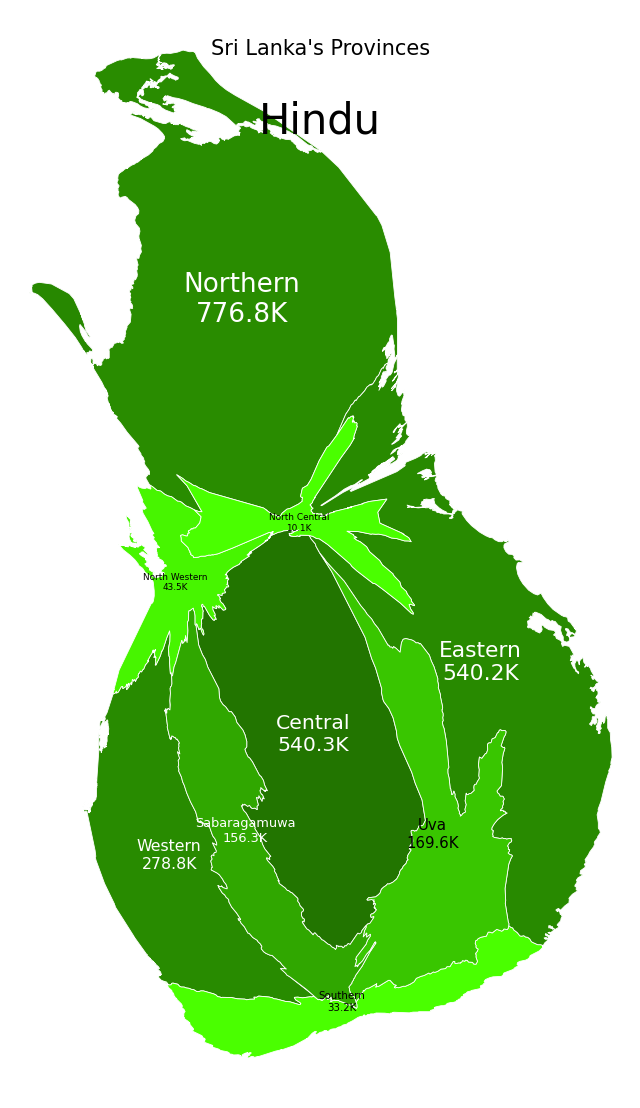 Sri Lanka's Provinces
Hindu
Northern
776.8K
North Central
10.1K
North Western
43.5K
Eastern
540.2K
Central
540.3K
Sabaragamuwa
156.3K
Uva
169.6K
Western
278.8K
Southern
33.2K